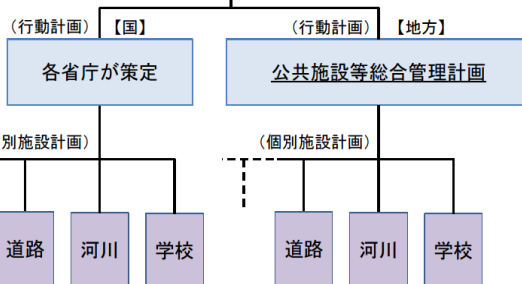 (行動計画) 【国】
(行動計画) 【地方】
各省庁が策定
公共施設等総合管理計画
別施設計画)
(個別施設計画)
道路
河川
学校
道路
河川
学校